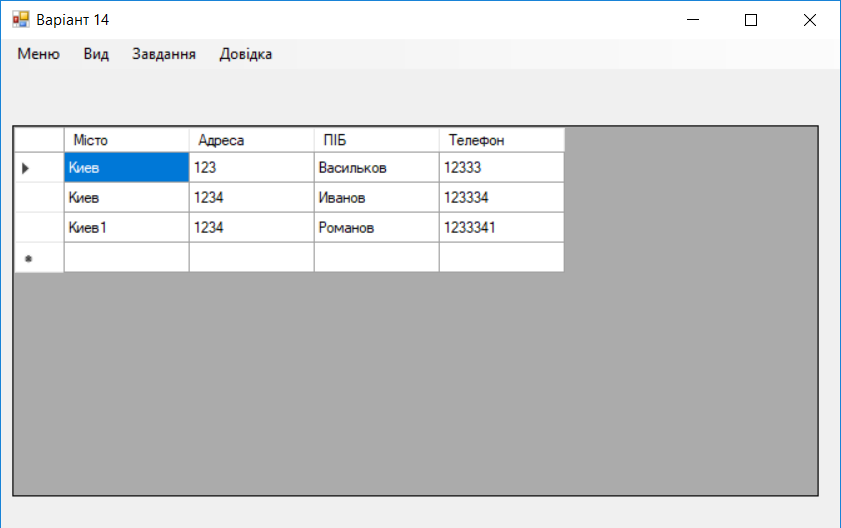 Варіант 14
Меню Вид Завдання Довідка
Місто Адреса ПІБ Телефон
Киев 123 Васильков 12333
Киев 1234 Иванов 123334
Киев1 1234 Романов 1233341